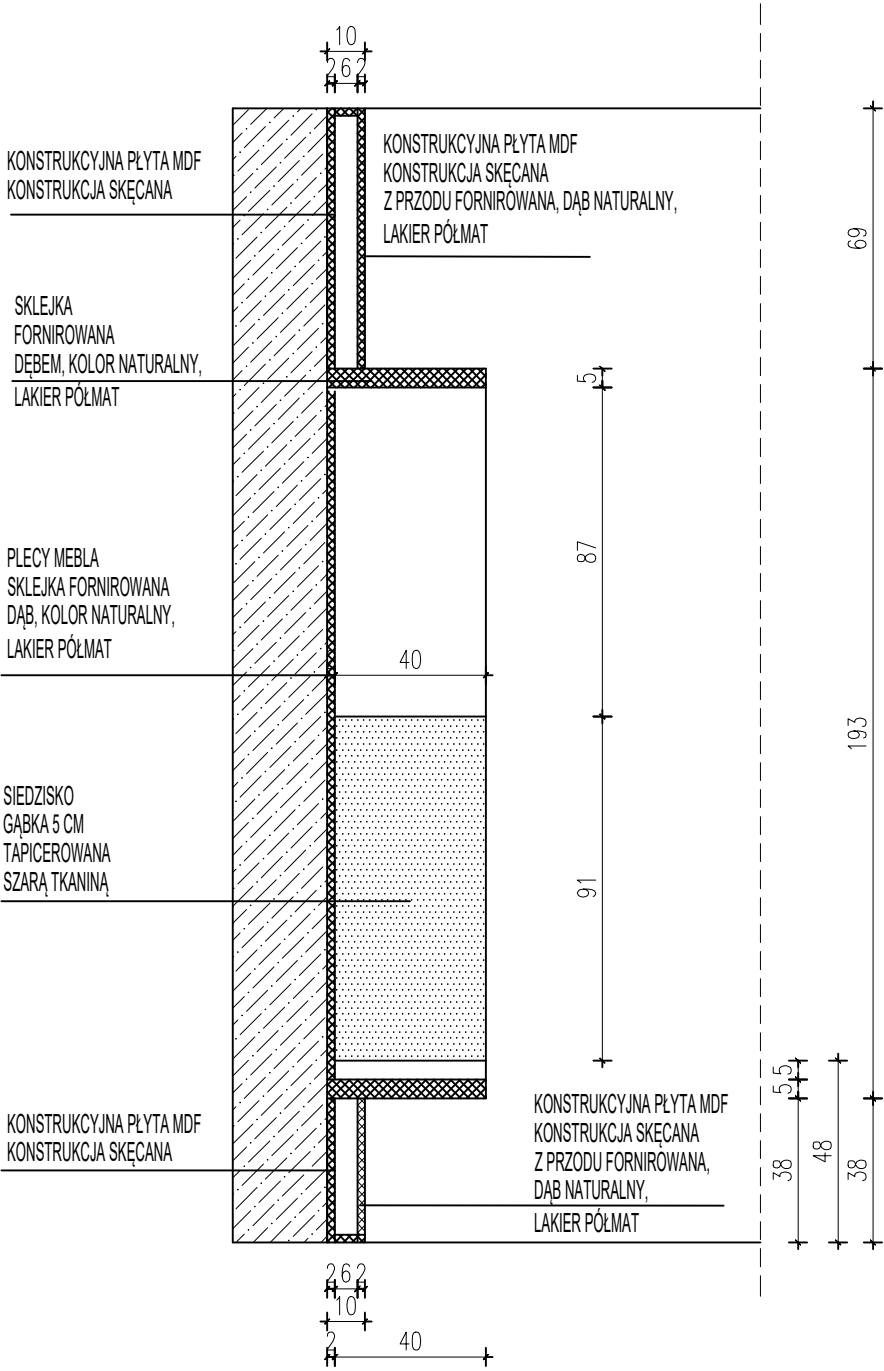 10
2 6 2
KONSTRUKCYJNA PŁYTA MDF
KONSTRUKCJA SKĘCANA
KONSTRUKCYJNA PŁYTA MDF
KONSTRUKCJA SKĘCANA
Z PRZODU FORNIROWANA, DĄB NATURALNY,
LAKIER PÓŁMAT
69
SKLEJKA
FORNIROWANA
DĘBEM, KOLOR NATURALNY,
LAKIER PÓŁMAT
5
87
PLECY MEBLA
SKLEJKA FORNIROWANA
DĄB, KOLOR NATURALNY,
LAKIER PÓŁMAT
40
193
SIEDZISKO
GĄBKA 5 CM
TAPICEROWANA
SZARĄ TKANINĄ
91
5
5
KONSTRUKCYJNA PŁYTA MDF
KONSTRUKCJA SKĘCANA
KONSTRUKCYJNA PŁYTA MDF
KONSTRUKCJA SKĘCANA
Z PRZODU FORNIROWANA,
DĄB NATURALNY,
LAKIER PÓŁMAT
38
48
38
2 6 2
10
2
40